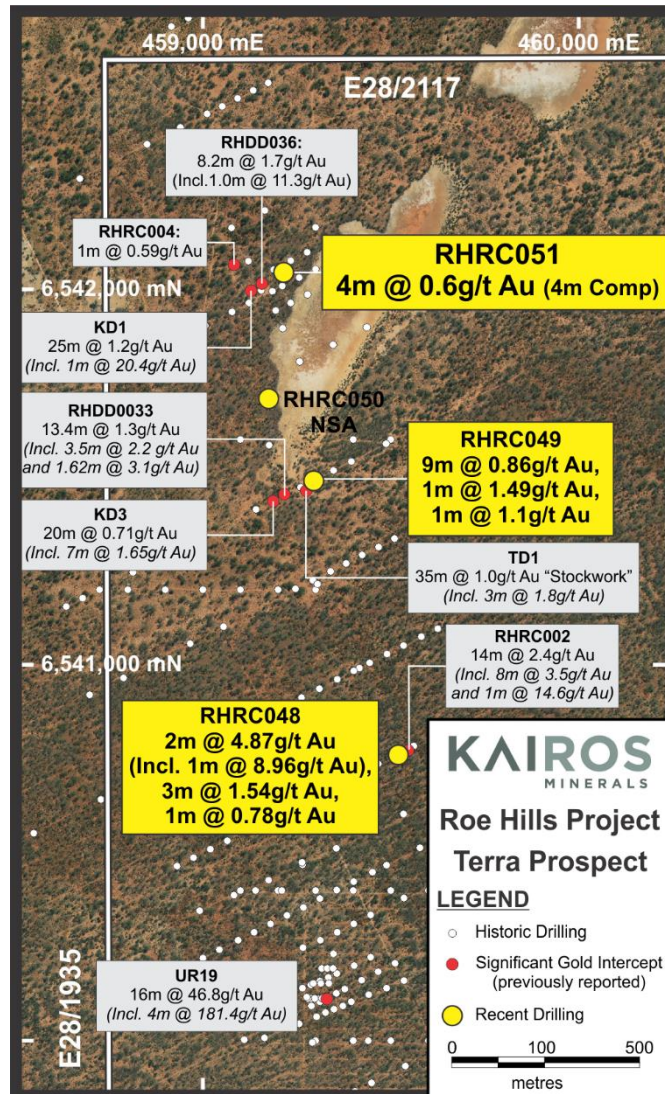 459,000 mE
460,000 mE
E28/2117
RHDD036:
8.2m @ 1.7g/t Au
(Incl.1.0m @ 11.3g/t Au)
RHRC004:
1m @ 0.59g/t Au
RHRC051
4m @ 0.6g/t Au (4m Comp)
6,542,000 mN
KD1
25m @ 1.2g/t Au
(Incl. 1m @ 20.4g/t Au)
RHRC050
NSA
RHDD0033
13.4m @ 1.3g/t Au
(Incl. 3.5m @ 2.2 g/t Au
and 1.62m @ 3.1g/t Au)
RHRC049
9m @ 0.86g/t Au,
1m @ 1.49g/t Au,
1m @ 1.1g/t Au
KD3
20m @ 0.71g/t Au
(Incl. 7m @ 1.65g/t Au)
TD1
35m @ 1.0g/t Au “Stockwork”
(Incl. 3m @ 1.8g/t Au)
6,541,000 mN
RHRC002
14m @ 2.4g/t Au
(Incl. 8m @ 3.5g/t Au
and 1m @ 14.6g/t Au)
RHRC048
2m @ 4.87g/t Au
(Incl. 1m @ 8.96g/t Au),
3m @ 1.54g/t Au,
1m @ 0.78g/t Au
UR19
16m @ 46.8g/t Au
(Incl. 4m @ 181.4g/t Au)
E28/1935
KAIROS
MINERALS
Roe Hills Project
Terra Prospect
LEGEND
Historic Drilling
Significant Gold Intercept
(previously reported)
Recent Drilling
0 100 500
metres